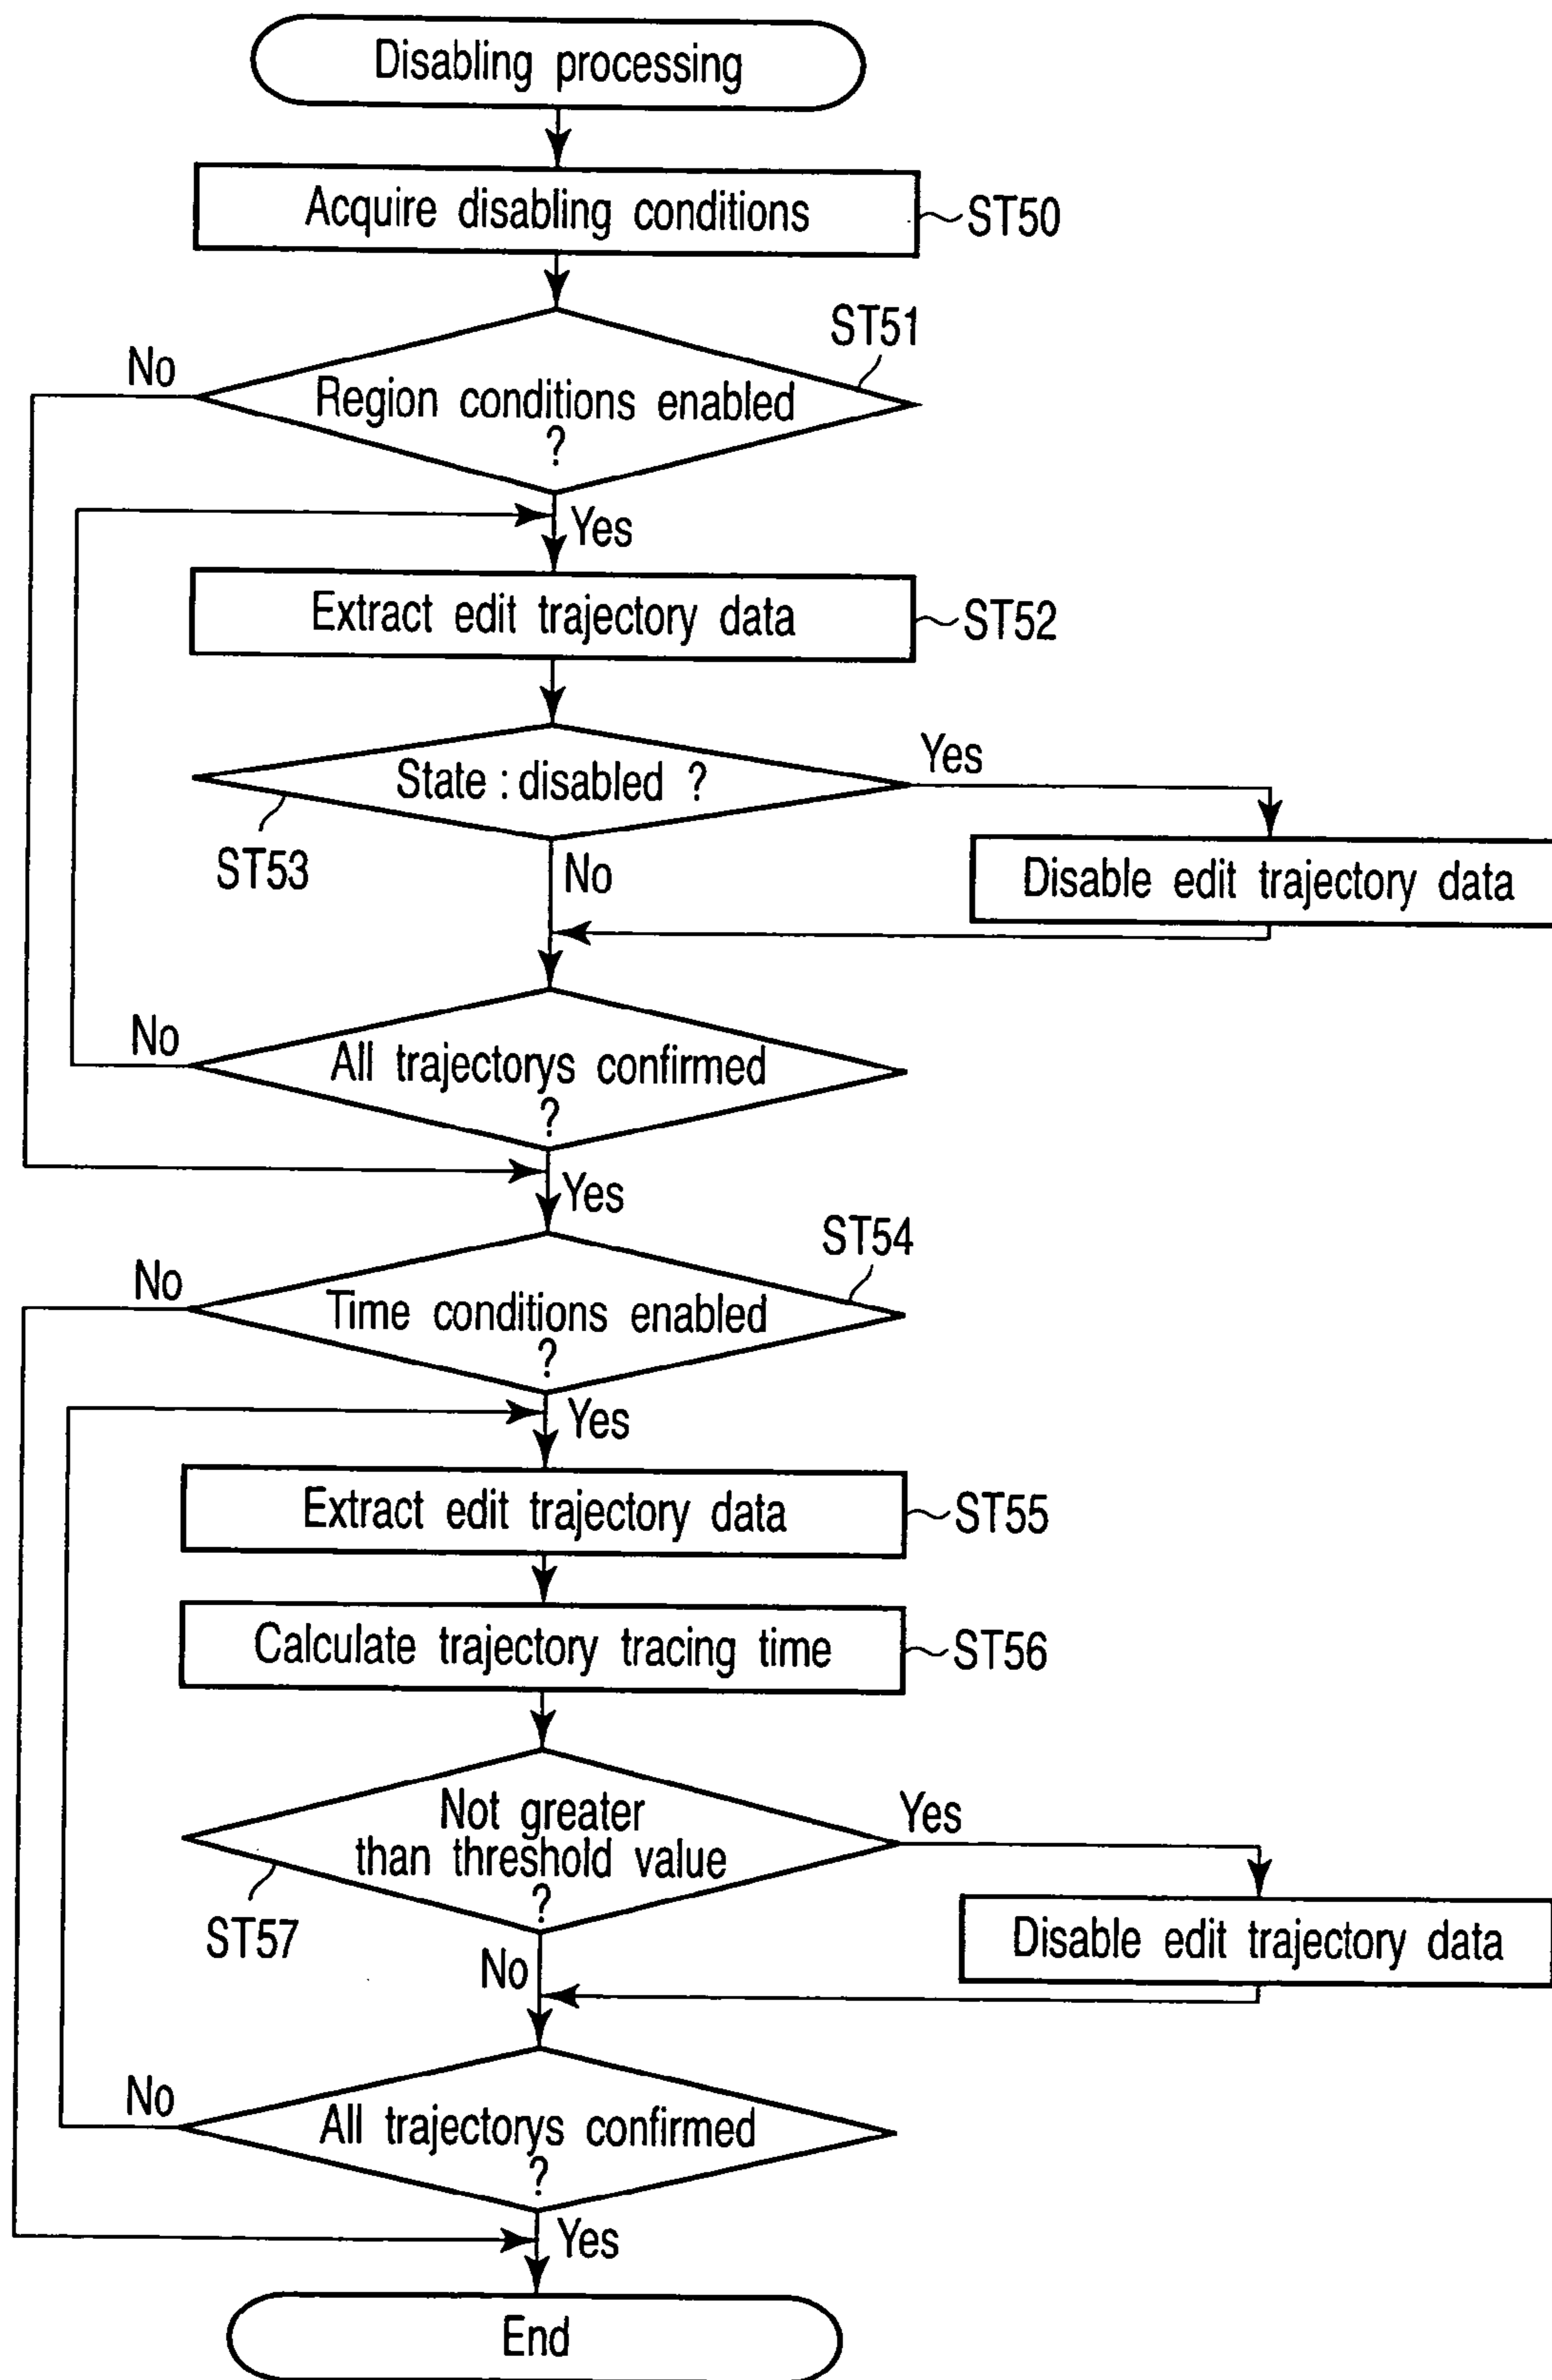 Disabling processing
Acquire disabling conditions
ST50
ST51
No
Region conditions enabled
?
Yes
Extract edit trajectory data
ST52
State : disabled ?
Yes
ST53
No
Disable edit trajectory data
No
All trajectorys confirmed
?
Yes
ST54
No
Time conditions enabled
?
Yes
Extract edit trajectory data
ST55
Calculate trajectory tracing time
ST56
Not greater
than threshold value
?
Yes
ST57
No
Disable edit trajectory data
No
All trajectorys confirmed
?
Yes
End